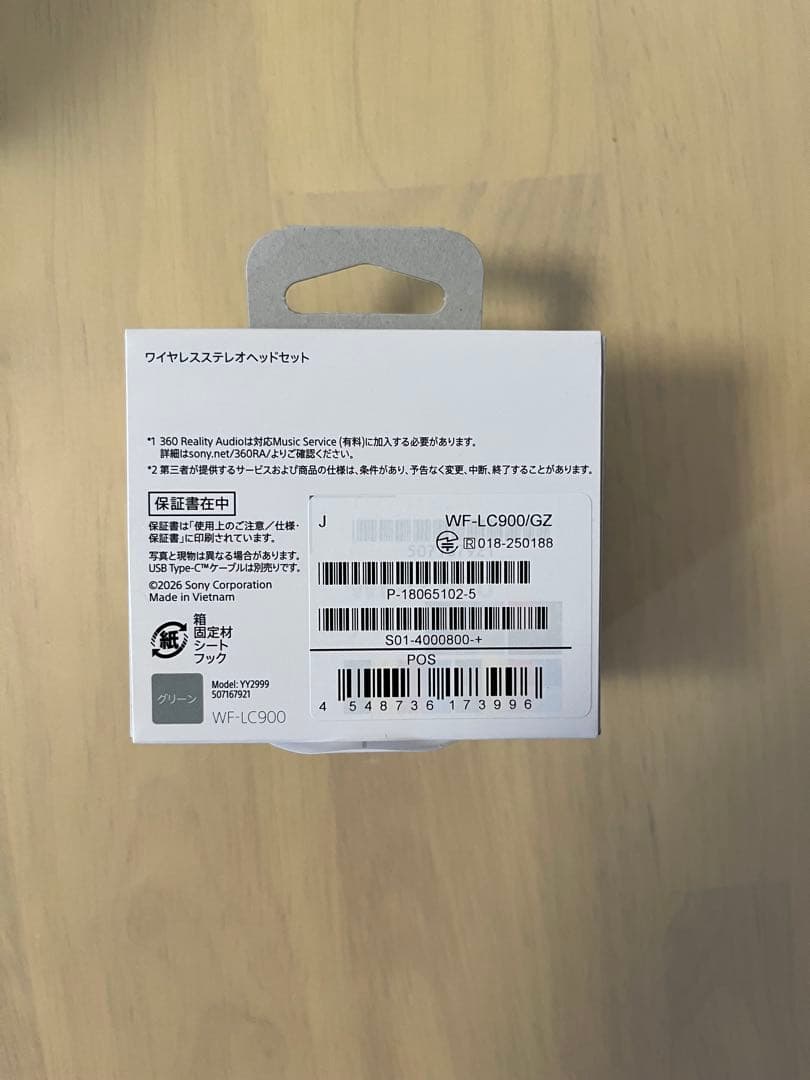 ワイヤレスステレオヘッドセット
*1 360 Reality Audioは対応Music Service (有料)に加入する必要があります。
詳細はsony.net/360RA/よりご確認ください。
*2 第三者が提供するサービスおよび商品の仕様は、条件があり、予告なく変更、中断、終了することがあります。
保証書在中
保証書は「使用上のご注意/仕様・
保証書」に印刷されています。
写真と現物は異なる場合があります。
USB Type-C™ケーブルは別売りです。
©2026 Sony Corporation
Made in Vietnam
紙
箱
固定材
シート
フック
グリーン
Model: YY2999
507167921
WF-LC900
J
WF-LC900/GZ
R 018-250188
P-18065102-5
S01-4000800-+
POS
4 548736 173996